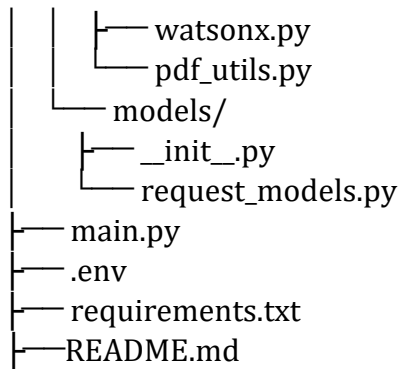 watsonx.py
pdf_utils.py
models/
__init__.py
request_models.py
main.py
.env
requirements.txt
README.md